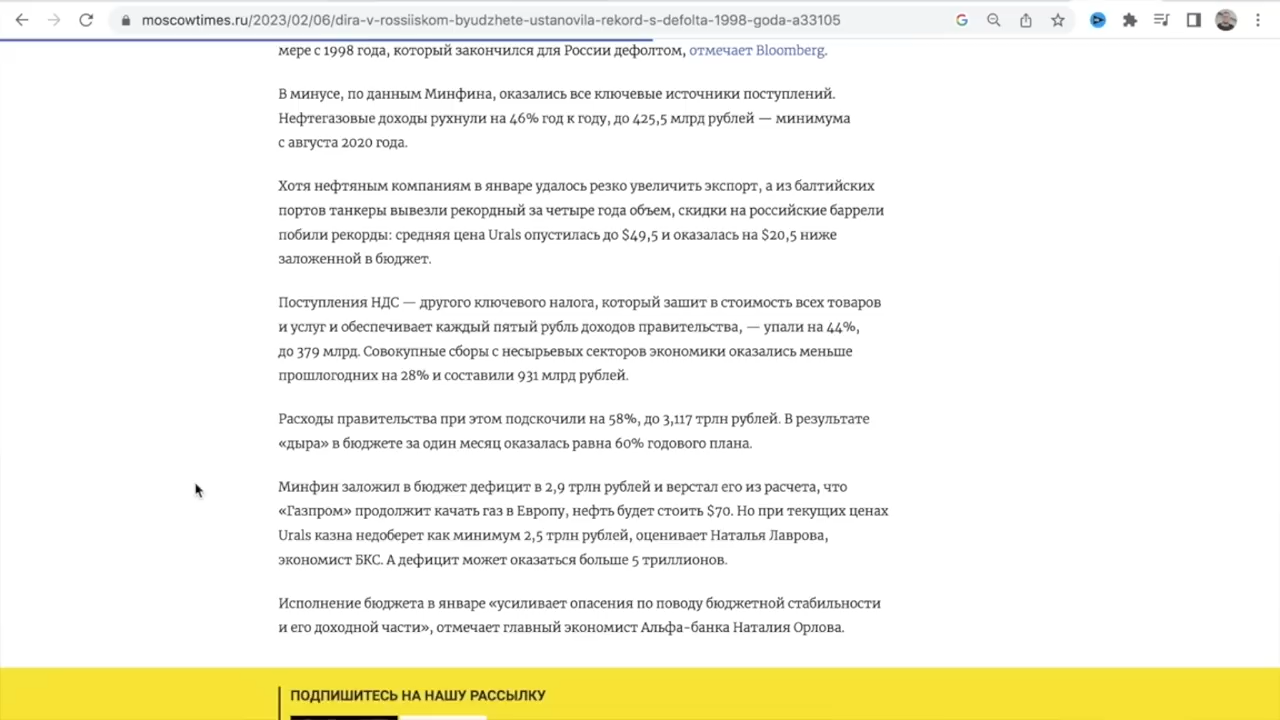 moscowtimes.ru/2023/02/06/dira-v-rossiiskom-byudzhete-ustanovila-rekord-s-defolta-1998-goda-a33105
мере с 1998 года, который закончился для России дефолтом, отмечает Bloomberg.
В минусе, по данным Минфина, оказались все ключевые источники поступлений.
Нефтегазовые доходы рухнули на 46% год к году, до 425,5 млрд рублей — минимума
с августа 2020 года.
Хотя нефтяным компаниям в январе удалось резко увеличить экспорт, а из балтийских
портов танкеры вывезли рекордный за четыре года объем, скидки на российские баррели
побили рекорды: средняя цена Urals опустилась до $49,5 и оказалась на $20,5 ниже
заложенной в бюджет.
Поступления НДС — другого ключевого налога, который зашит в стоимость всех товаров
и услуг и обеспечивает каждый пятый рубль доходов правительства, — упали на 44%,
до 379 млрд. Совокупные сборы с несырьевых секторов экономики оказались меньше
прошлогодних на 28% и составили 931 млрд рублей.
Расходы правительства при этом подскочили на 58%, до 3,117 трлн рублей. В результате
«дыра» в бюджете за один месяц оказалась равна 60% годового плана.
Минфин заложил в бюджет дефицит в 2,9 трлн рублей и верстал его из расчета, что
«Газпром» продолжит качать газ в Европу, нефть будет стоить $70. Но при текущих ценах
Urals казна недоберет как минимум 2,5 трлн рублей, оценивает Наталья Лаврова,
экономист БКС. А дефицит может оказаться больше 5 триллионов.
Исполнение бюджета в январе «усиливает опасения по поводу бюджетной стабильности
и его доходной части», отмечает главный экономист Альфа-банка Наталия Орлова.
ПОДПИШИТЕСЬ НА НАШУ РАССЫЛКУ